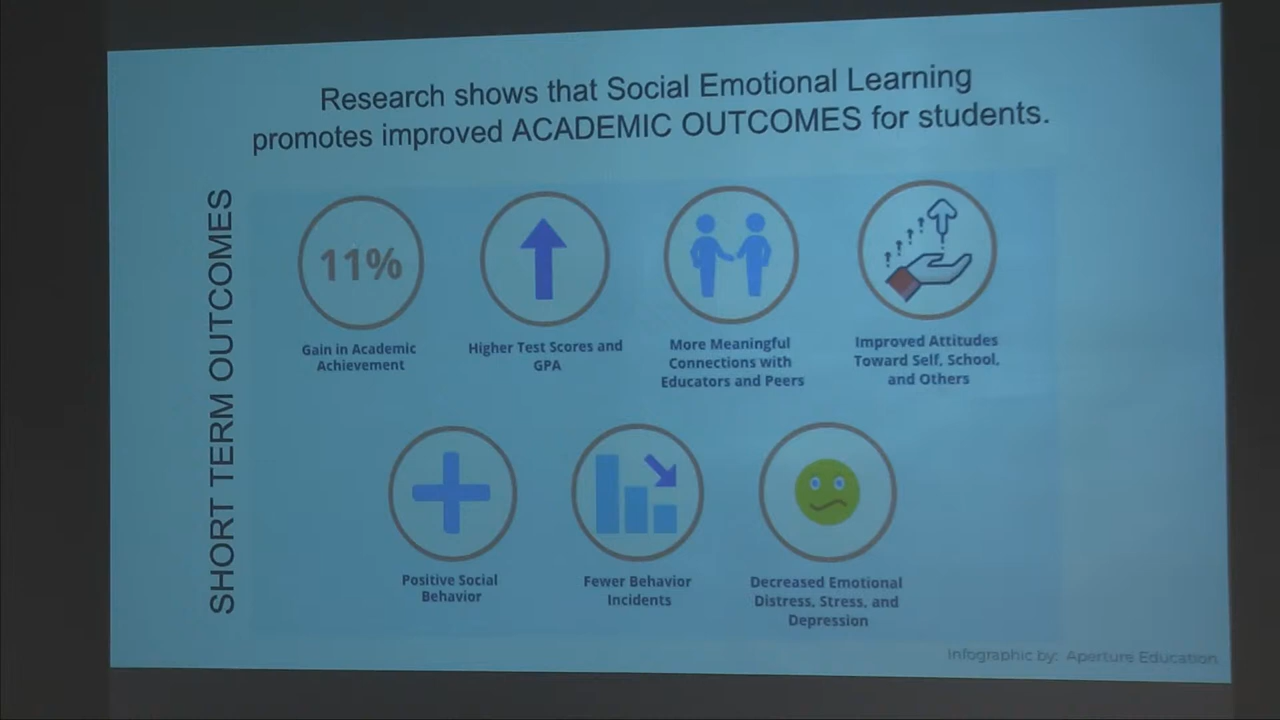 Research shows that Social Emotional Learning
promotes improved ACADEMIC OUTCOMES for students.
SHORT TERM OUTCOMES
11%
Gain in Academic
Achievement
Higher Test Scores and
GPA
More Meaningful
Connections with
Educators and Peers
Improved Attitudes
Toward Self, School,
and Others
Positive Social
Behavior
Fewer Behavior
Incidents
Decreased Emotional
Distress, Stress, and
Depression
Infographic by: Aperture Education